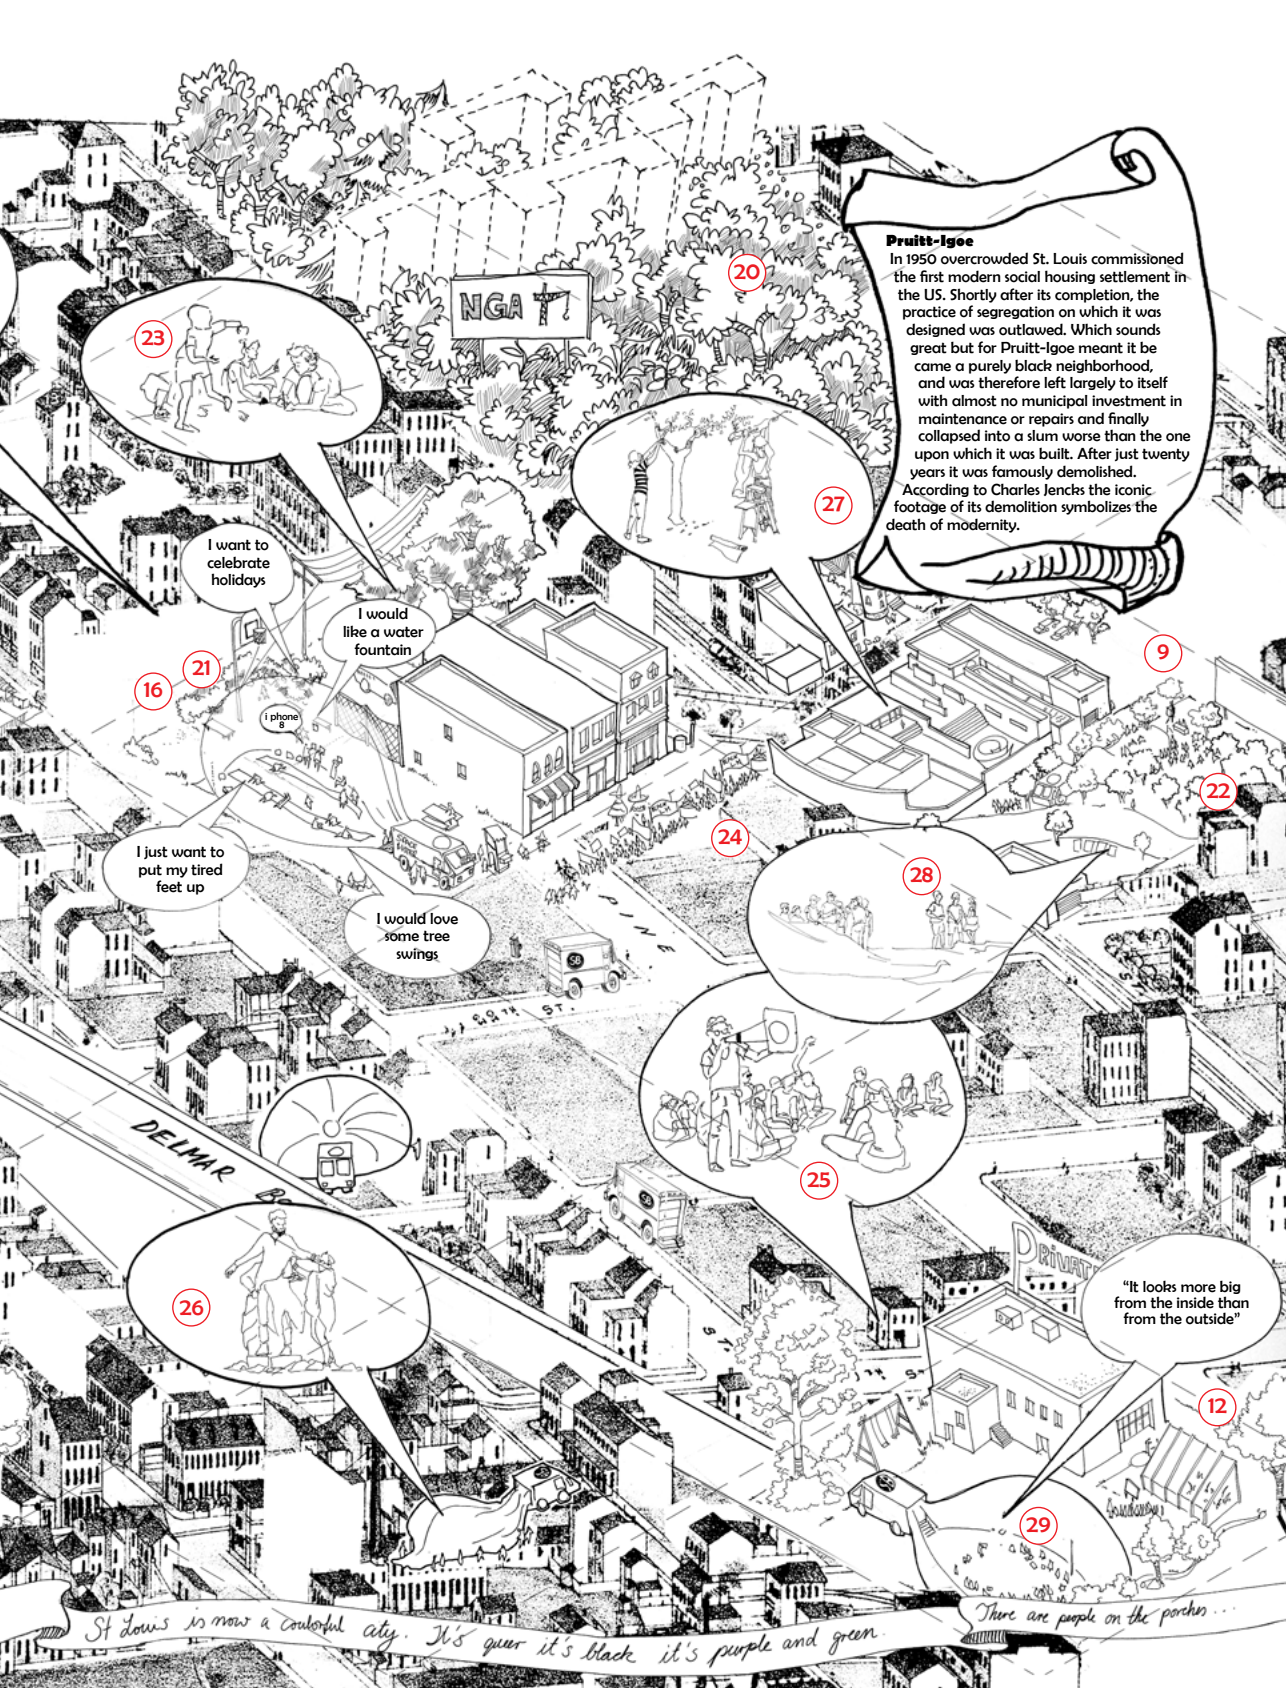 Pruitt-Igoe
In 1950 overcrowded St. Louis commissioned
the first modern social housing settlement in
the US. Shortly after its completion, the
practice of segregation on which it was
designed was outlawed. Which sounds
great but for Pruitt-Igoe meant it be
came a purely black neighborhood,
and was therefore left largely to itself
with almost no municipal investment in
maintenance or repairs and finally
collapsed into a slum worse than the one
upon which it was built. After just twenty
years it was famously demolished.
According to Charles Jencks the iconic
footage of its demolition symbolizes the
death of modernity.
20
NGA
23
27
I want to
celebrate
holidays
I would
like a water
fountain
9
21
16
i phone
8
22
24
I just want to
put my tired
feet up
28
I would love
some tree
swings
PINE
SB
ST.
DELMAR
25
SB
PRIVAT
"It looks more big
from the inside than
from the outside"
26
ST.
12
29
St Louis is now a coulorful city. It's queer it's black it's purple and green.
There are people on the porches...